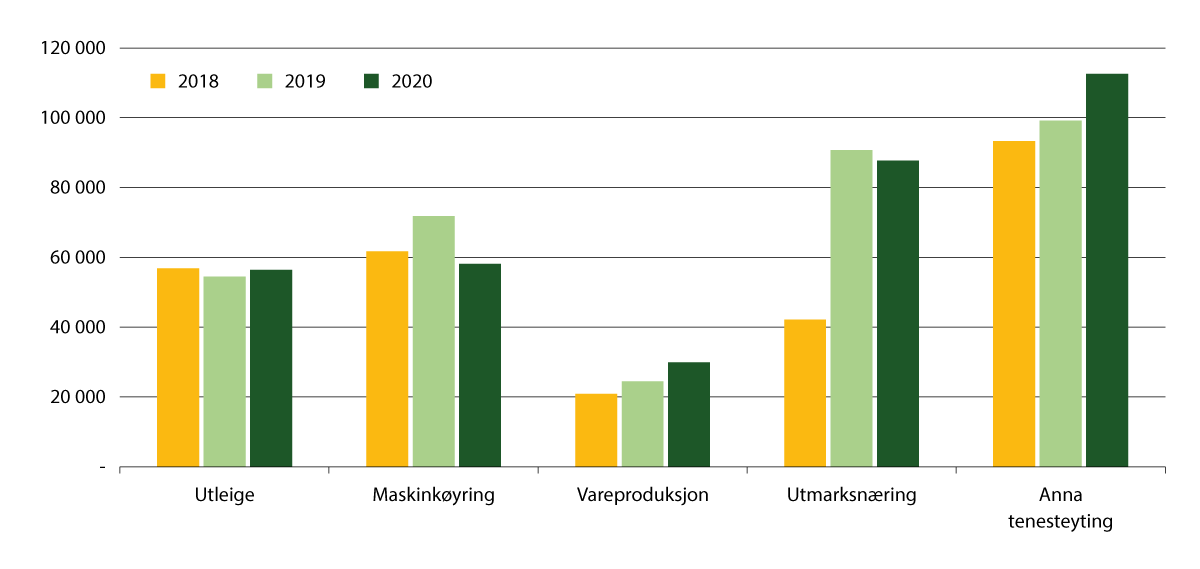 120 000
2018 2019 2020
100 000
80 000
60 000
40 000
20 000
-
Utleige Maskinkøyring Vareproduksjon Utmarksnæring Anna
tenesteyting